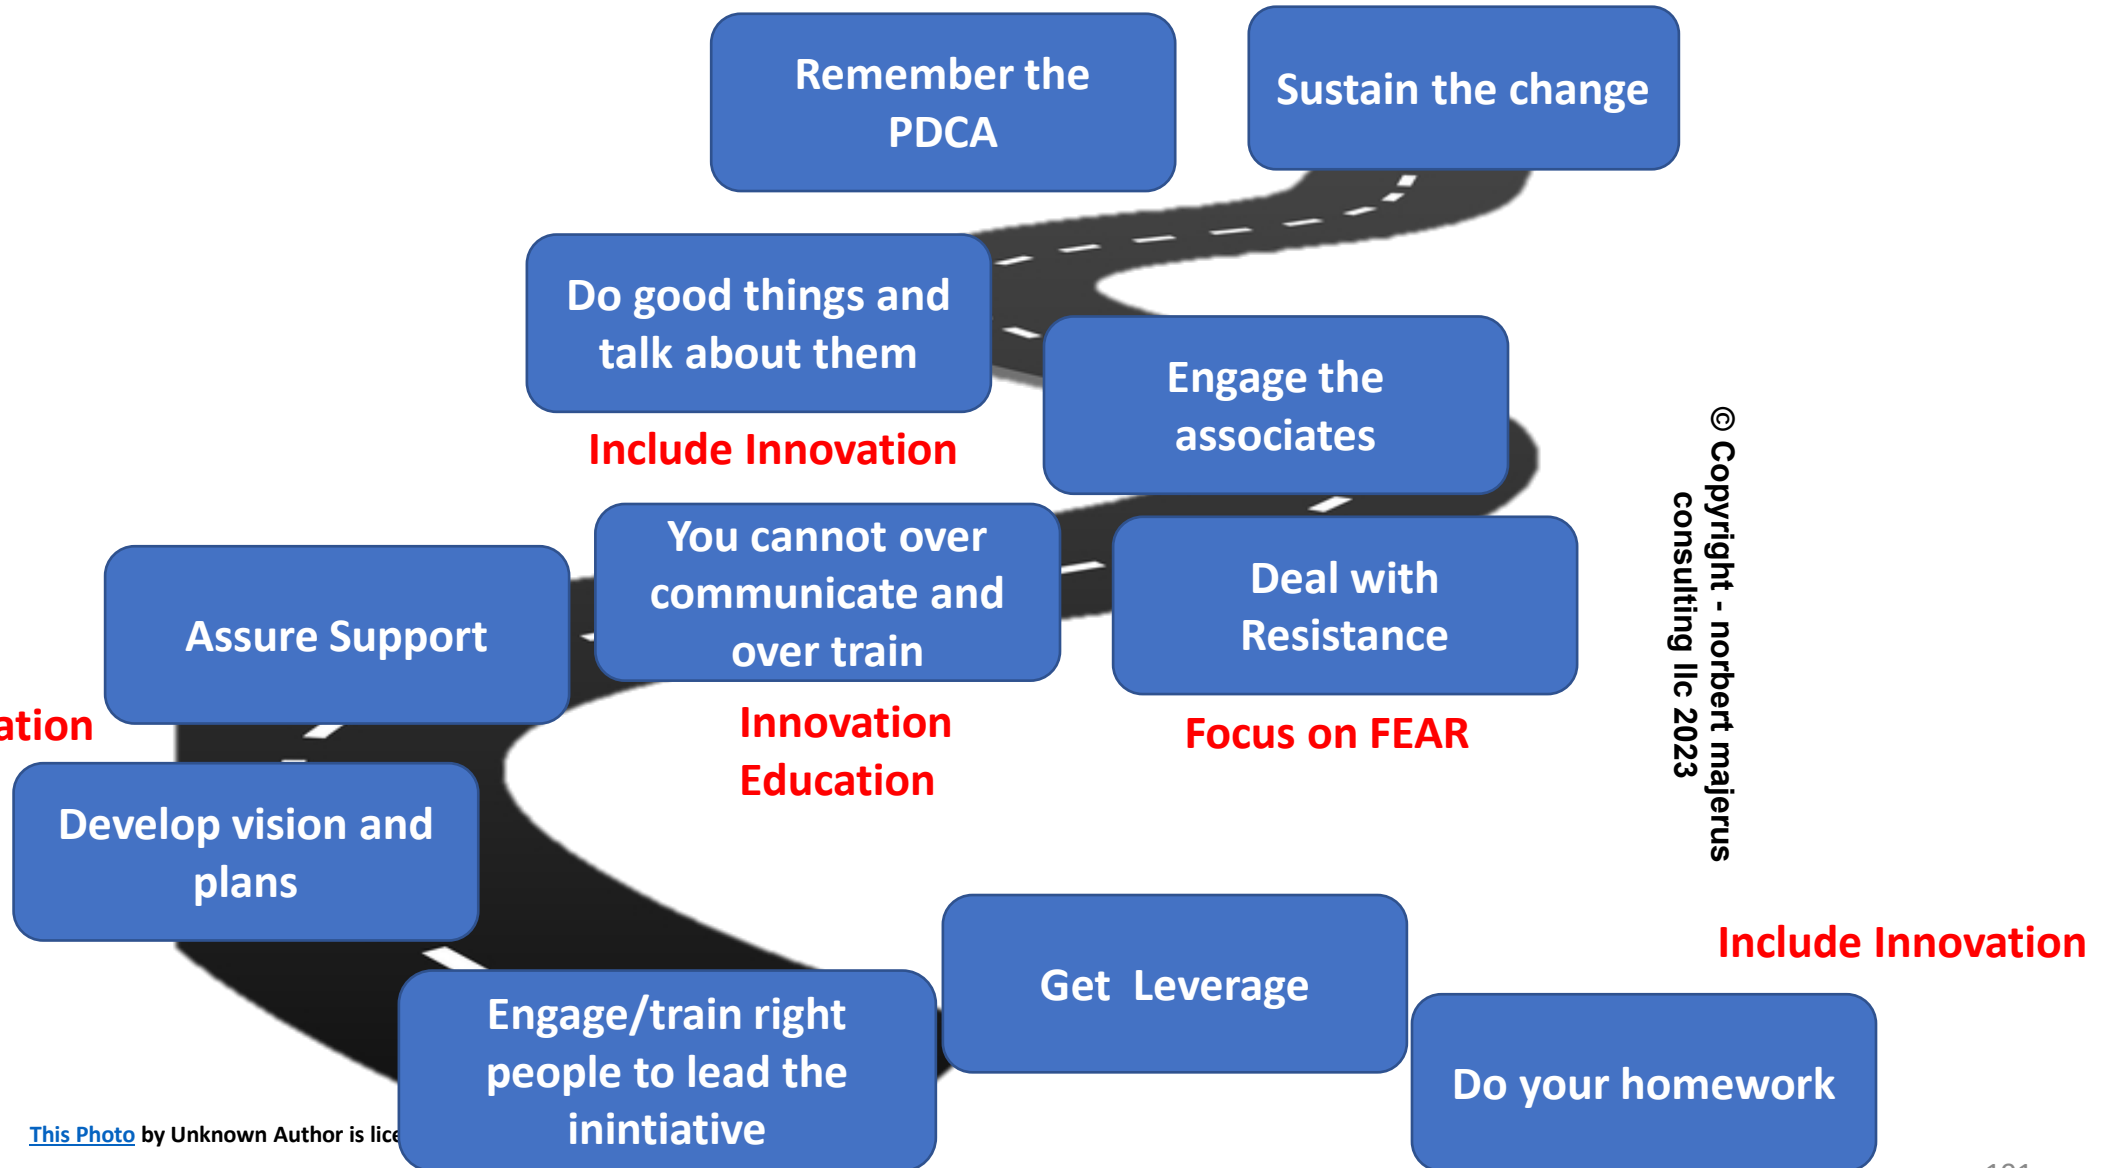 Remember the
PDCA
Sustain the change
Do good things and
talk about them
Include Innovation
Engage the
associates
You cannot over
communicate and
over train
Innovation
Education
Deal with
Resistance
Focus on FEAR
Assure Support
Develop vision and
plans
Engage/train right
people to lead the
inintiative
Get Leverage
Do your homework
Include Innovation
© Copyright - norbert majerus
consulting llc 2023
This Photo by Unknown Author is